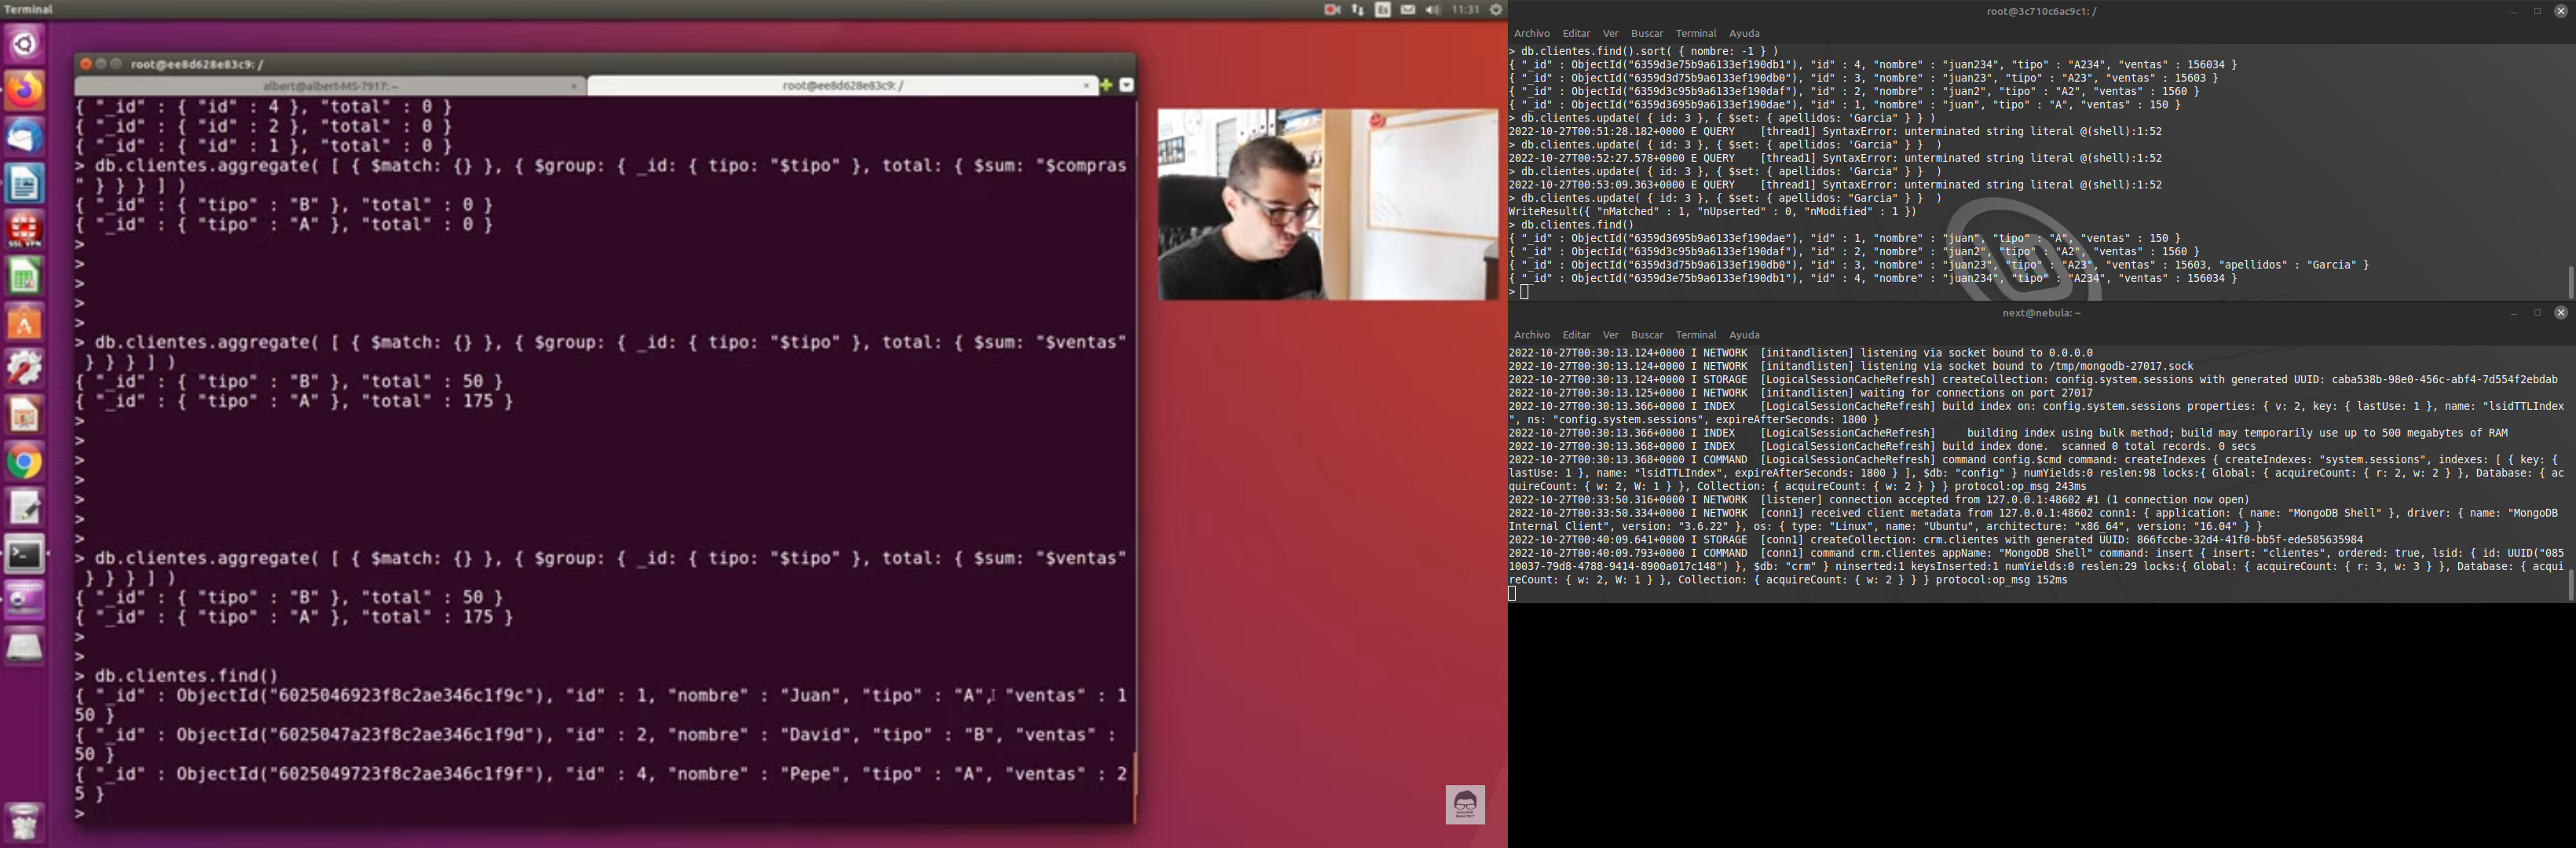 Terminal
Es
11:31
root@ee8d628e83c9: /
albert@albert-MS-7917: ~
root@ee8d628e83c9: /
{ "_id" : { "id" : 4 }, "total" : 0 }
{ "_id" : { "id" : 2 }, "total" : 0 }
{ "_id" : { "id" : 1 }, "total" : 0 }
> db.clientes.aggregate( [ { $match: {} }, { $group: { _id: { tipo: "$tipo" }, total: { $sum: "$compras
" } } } ] )
{ "_id" : { "tipo" : "B" }, "total" : 0 }
{ "_id" : { "tipo" : "A" }, "total" : 0 }
>
>
>
>
>
> db.clientes.aggregate( [ { $match: {} }, { $group: { _id: { tipo: "$tipo" }, total: { $sum: "$ventas"
 } } } ] )
{ "_id" : { "tipo" : "B" }, "total" : 50 }
{ "_id" : { "tipo" : "A" }, "total" : 175 }
>
>
>
>
>
>
>
> db.clientes.aggregate( [ { $match: {} }, { $group: { _id: { tipo: "$tipo" }, total: { $sum: "$ventas"
 } } } ] )
{ "_id" : { "tipo" : "B" }, "total" : 50 }
{ "_id" : { "tipo" : "A" }, "total" : 175 }
>
>
> db.clientes.find()
{ "_id" : ObjectId("6025046923f8c2ae346c1f9c"), "id" : 1, "nombre" : "Juan", "tipo" : "A", "ventas" : 1
50 }
{ "_id" : ObjectId("6025047a23f8c2ae346c1f9d"), "id" : 2, "nombre" : "David", "tipo" : "B", "ventas" :
50 }
{ "_id" : ObjectId("6025049723f8c2ae346c1f9f"), "id" : 4, "nombre" : "Pepe", "tipo" : "A", "ventas" : 2
5 }
>
SSL VPN
root@3c710c6ac9c1: /
Archivo Editar Ver Buscar Terminal Ayuda
> db.clientes.find().sort( { nombre: -1 } )
{ "_id" : ObjectId("6359d3e75b9a6133ef190db1"), "id" : 4, "nombre" : "juan234", "tipo" : "A234", "ventas" : 156034 }
{ "_id" : ObjectId("6359d3d75b9a6133ef190db0"), "id" : 3, "nombre" : "juan23", "tipo" : "A23", "ventas" : 15603 }
{ "_id" : ObjectId("6359d3c95b9a6133ef190daf"), "id" : 2, "nombre" : "juan2", "tipo" : "A2", "ventas" : 1560 }
{ "_id" : ObjectId("6359d3695b9a6133ef190dae"), "id" : 1, "nombre" : "juan", "tipo" : "A", "ventas" : 150 }
> db.clientes.update( { id: 3 }, { $set: { apellidos: 'Garcia" } } )
2022-10-27T00:51:28.182+0000 E QUERY    [thread1] SyntaxError: unterminated string literal @(shell):1:52
> db.clientes.update( { id: 3 }, { $set: { apellidos: 'Garcia" } }  )
2022-10-27T00:52:27.578+0000 E QUERY    [thread1] SyntaxError: unterminated string literal @(shell):1:52
> db.clientes.update( { id: 3 }, { $set: { apellidos: 'Garcia" } }  )
2022-10-27T00:53:09.363+0000 E QUERY    [thread1] SyntaxError: unterminated string literal @(shell):1:52
> db.clientes.update( { id: 3 }, { $set: { apellidos: "Garcia" } }  )
WriteResult({ "nMatched" : 1, "nUpserted" : 0, "nModified" : 1 })
> db.clientes.find()
{ "_id" : ObjectId("6359d3695b9a6133ef190dae"), "id" : 1, "nombre" : "juan", "tipo" : "A", "ventas" : 150 }
{ "_id" : ObjectId("6359d3c95b9a6133ef190daf"), "id" : 2, "nombre" : "juan2", "tipo" : "A2", "ventas" : 1560 }
{ "_id" : ObjectId("6359d3d75b9a6133ef190db0"), "id" : 3, "nombre" : "juan23", "tipo" : "A23", "ventas" : 15603, "apellidos" : "Garcia" }
{ "_id" : ObjectId("6359d3e75b9a6133ef190db1"), "id" : 4, "nombre" : "juan234", "tipo" : "A234", "ventas" : 156034 }
>
next@nebula: ~
Archivo Editar Ver Buscar Terminal Ayuda
2022-10-27T00:30:13.124+0000 I NETWORK  [initandlisten] listening via socket bound to 0.0.0.0
2022-10-27T00:30:13.124+0000 I NETWORK  [initandlisten] listening via socket bound to /tmp/mongodb-27017.sock
2022-10-27T00:30:13.124+0000 I STORAGE  [LogicalSessionCacheRefresh] createCollection: config.system.sessions with generated UUID: caba538b-98e0-456c-abf4-7d554f2ebdab
2022-10-27T00:30:13.125+0000 I NETWORK  [initandlisten] waiting for connections on port 27017
2022-10-27T00:30:13.366+0000 I INDEX    [LogicalSessionCacheRefresh] build index on: config.system.sessions properties: { v: 2, key: { lastUse: 1 }, name: "lsidTTLIndex
", ns: "config.system.sessions", expireAfterSeconds: 1800 }
2022-10-27T00:30:13.366+0000 I INDEX    [LogicalSessionCacheRefresh]     building index using bulk method; build may temporarily use up to 500 megabytes of RAM
2022-10-27T00:30:13.368+0000 I INDEX    [LogicalSessionCacheRefresh] build index done.  scanned 0 total records. 0 secs
2022-10-27T00:30:13.368+0000 I COMMAND  [LogicalSessionCacheRefresh] command config.$cmd command: createIndexes { createIndexes: "system.sessions", indexes: [ { key: {
lastUse: 1 }, name: "lsidTTLIndex", expireAfterSeconds: 1800 } ], $db: "config" } numYields:0 reslen:98 locks:{ Global: { acquireCount: { r: 2, w: 2 } }, Database: { ac
quireCount: { w: 2, W: 1 } }, Collection: { acquireCount: { w: 2 } } } protocol:op_msg 243ms
2022-10-27T00:33:50.316+0000 I NETWORK  [listener] connection accepted from 127.0.0.1:48602 #1 (1 connection now open)
2022-10-27T00:33:50.334+0000 I NETWORK  [conn1] received client metadata from 127.0.0.1:48602 conn1: { application: { name: "MongoDB Shell" }, driver: { name: "MongoDB
Internal Client", version: "3.6.22" }, os: { type: "Linux", name: "Ubuntu", architecture: "x86_64", version: "16.04" } }
2022-10-27T00:40:09.641+0000 I STORAGE  [conn1] createCollection: crm.clientes with generated UUID: 866fccbe-32d4-41f0-bb5f-ede585635984
2022-10-27T00:40:09.793+0000 I COMMAND  [conn1] command crm.clientes appName: "MongoDB Shell" command: insert { insert: "clientes", ordered: true, lsid: { id: UUID("085
10037-79d8-4788-9414-8900a017c148") }, $db: "crm" } ninserted:1 keysInserted:1 numYields:0 reslen:29 locks:{ Global: { acquireCount: { r: 3, w: 3 } }, Database: { acqui
reCount: { w: 2, W: 1 } }, Collection: { acquireCount: { w: 2 } } } protocol:op_msg 152ms